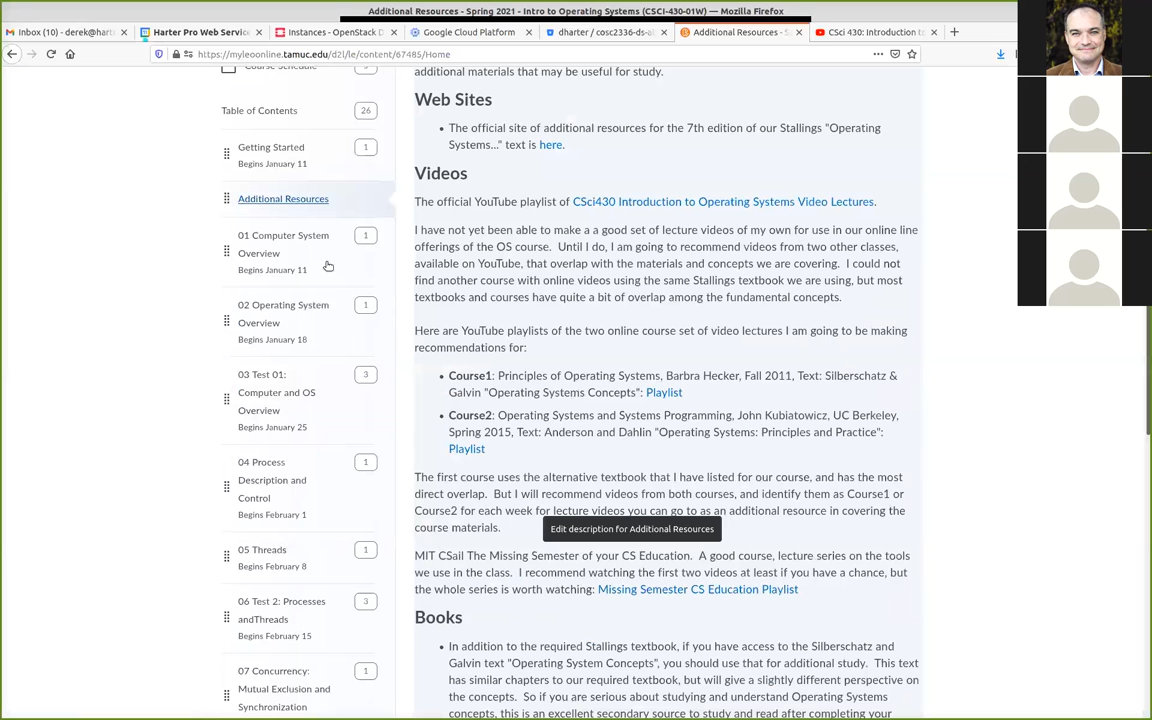 Additional Resources - Spring 2021 - Intro to Operating Systems (CSCI-430-01W) — Mozilla Firefox
Inbox (10) - derek@hart
Harter Pro Web Servic
Instances - OpenStack D
Google Cloud Platform
dharter / cosc2336-ds-a
Additional Resources - S
CSci 430: Introduction t
https://myleoonline.tamuc.edu/d2l/le/content/67485/Home
Course Schedule
Table of Contents 26
Getting Started 1
Begins January 11
Additional Resources
01 Computer System 1
Overview
Begins January 11
02 Operating System 1
Overview
Begins January 18
03 Test 01: 3
Computer and OS
Overview
Begins January 25
04 Process 1
Description and
Control
Begins February 1
05 Threads 1
Begins February 8
06 Test 2: Processes 3
andThreads
Begins February 15
07 Concurrency: 1
Mutual Exclusion and
Synchronization
additional materials that may be useful for study.
Web Sites
• The official site of additional resources for the 7th edition of our Stallings "Operating
Systems..." text is here.
Videos
The official YouTube playlist of CSci430 Introduction to Operating Systems Video Lectures.
I have not yet been able to make a a good set of lecture videos of my own for use in our online line
offerings of the OS course. Until I do, I am going to recommend videos from two other classes,
available on YouTube, that overlap with the materials and concepts we are covering. I could not
find another course with online videos using the same Stallings textbook we are using, but most
textbooks and courses have quite a bit of overlap among the fundamental concepts.
Here are YouTube playlists of the two online course set of video lectures I am going to be making
recommendations for:
• Course1: Principles of Operating Systems, Barbra Hecker, Fall 2011, Text: Silberschatz &
Galvin "Operating Systems Concepts": Playlist
• Course2: Operating Systems and Systems Programming, John Kubiatowicz, UC Berkeley,
Spring 2015, Text: Anderson and Dahlin "Operating Systems: Principles and Practice":
Playlist
The first course uses the alternative textbook that I have listed for our course, and has the most
direct overlap. But I will recommend videos from both courses, and identify them as Course1 or
Course2 for each week for lecture videos you can go to as an additional resource in covering the
course materials.
Edit description for Additional Resources
MIT CSail The Missing Semester of your CS Education. A good course, lecture series on the tools
we use in the class. I recommend watching the first two videos at least if you have a chance, but
the whole series is worth watching: Missing Semester CS Education Playlist
Books
• In addition to the required Stallings textbook, if you have access to the Silberschatz and
Galvin text "Operating System Concepts", you should use that for additional study. This text
has similar chapters to our required textbook, but will give a slightly different perspective on
the concepts. So if you are serious about studying and understand Operating Systems
concepts, this is an excellent secondary source to study and read after completing your